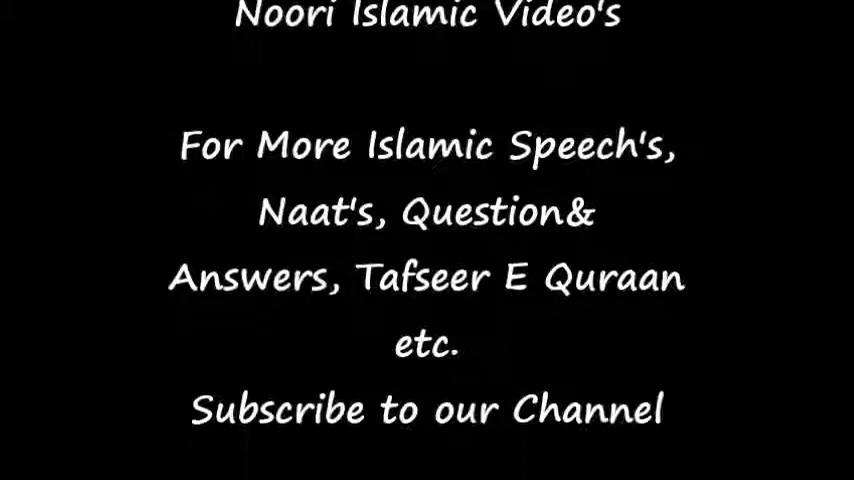 Noori Islamic Video's
For More Islamic Speech's,
Naat's, Question&
Answers, Tafseer E Quraan
etc.
Subscribe to our Channel